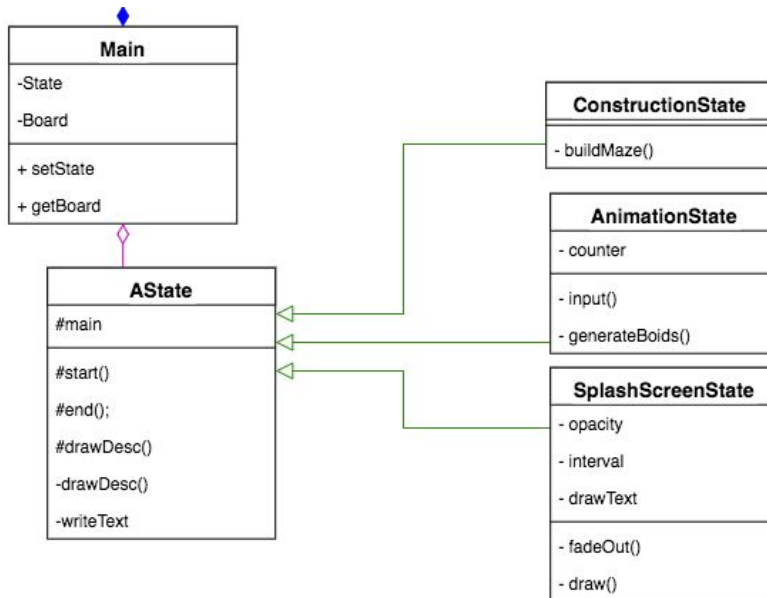 Main
-State
-Board
+ setState
+ getBoard
AState
#main
#start()
#end();
#drawDesc()
-drawDesc()
-writeText
ConstructionState
- buildMaze()
AnimationState
- counter
- input()
- generateBoids()
SplashScreenState
- opacity
- interval
- drawText
- fadeOut()
- draw()